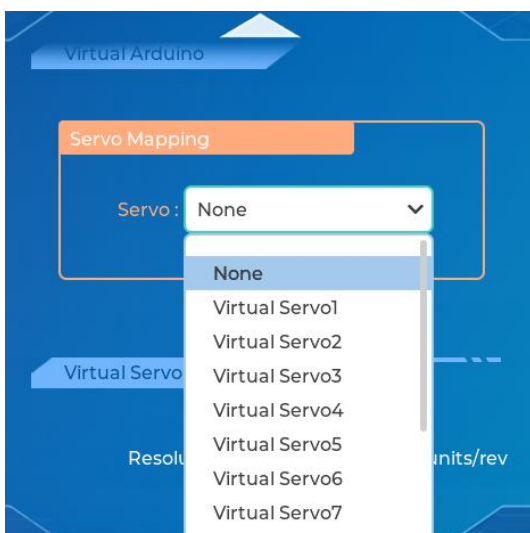 Virtual Arduino
Servo Mapping
Servo :
None
None
Virtual Servo1
Virtual Servo2
Virtual Servo3
Virtual Servo4
Virtual Servo5
Virtual Servo6
Virtual Servo7
Virtual Servo
units/rev